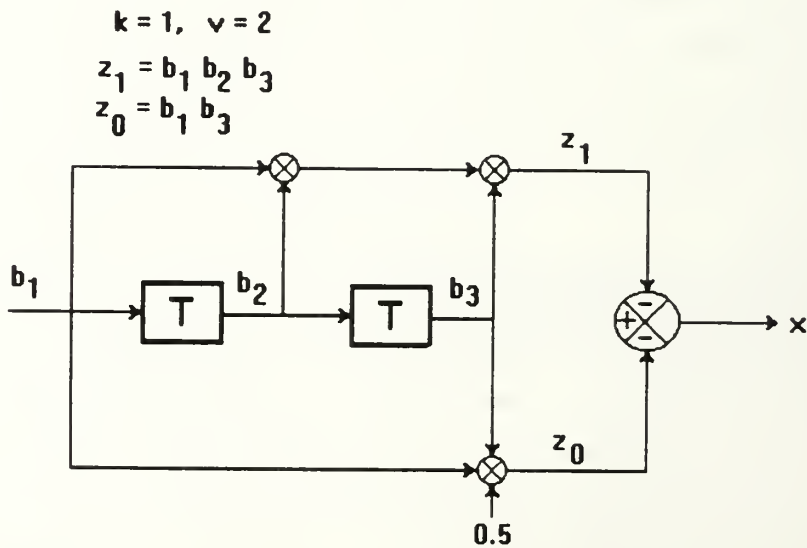 k = 1, v = 2
z₁ = b₁ b₂ b₃
z₀ = b₁ b₃
z₁
b₁
T
b₂
T
b₃
−
+
−
x
z₀
0.5